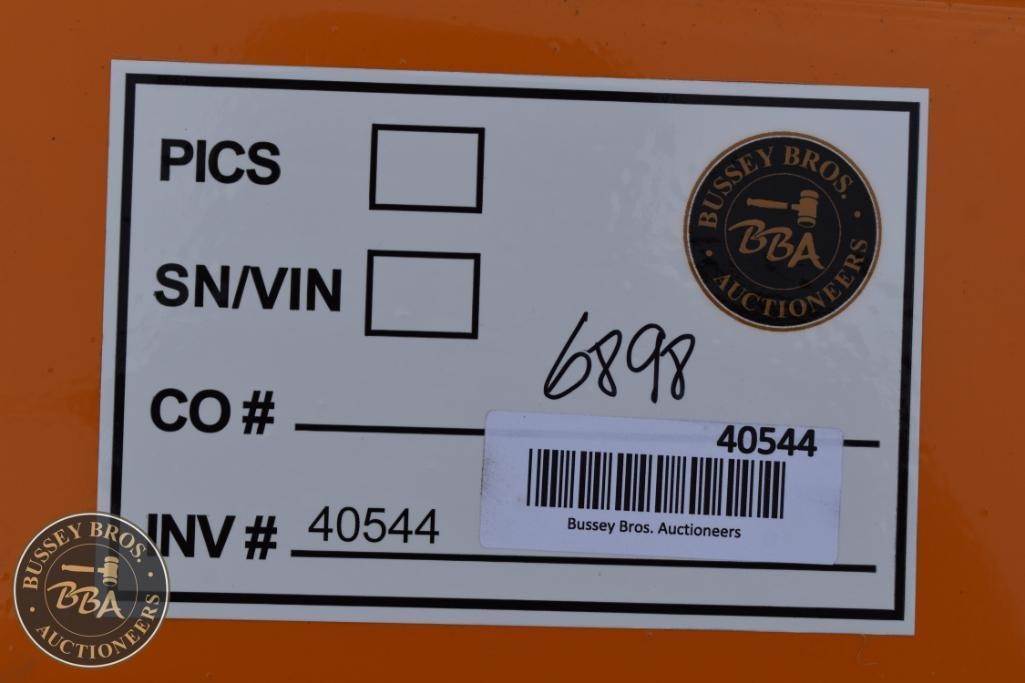 PICS
BUSSEY BROS.
BBA
AUCTIONEERS
SN/VIN
6898
CO #
40544
Bussey Bros. Auctioneers
INV # 40544
BUSSEY BROS.
BBA
AUCTIONEERS